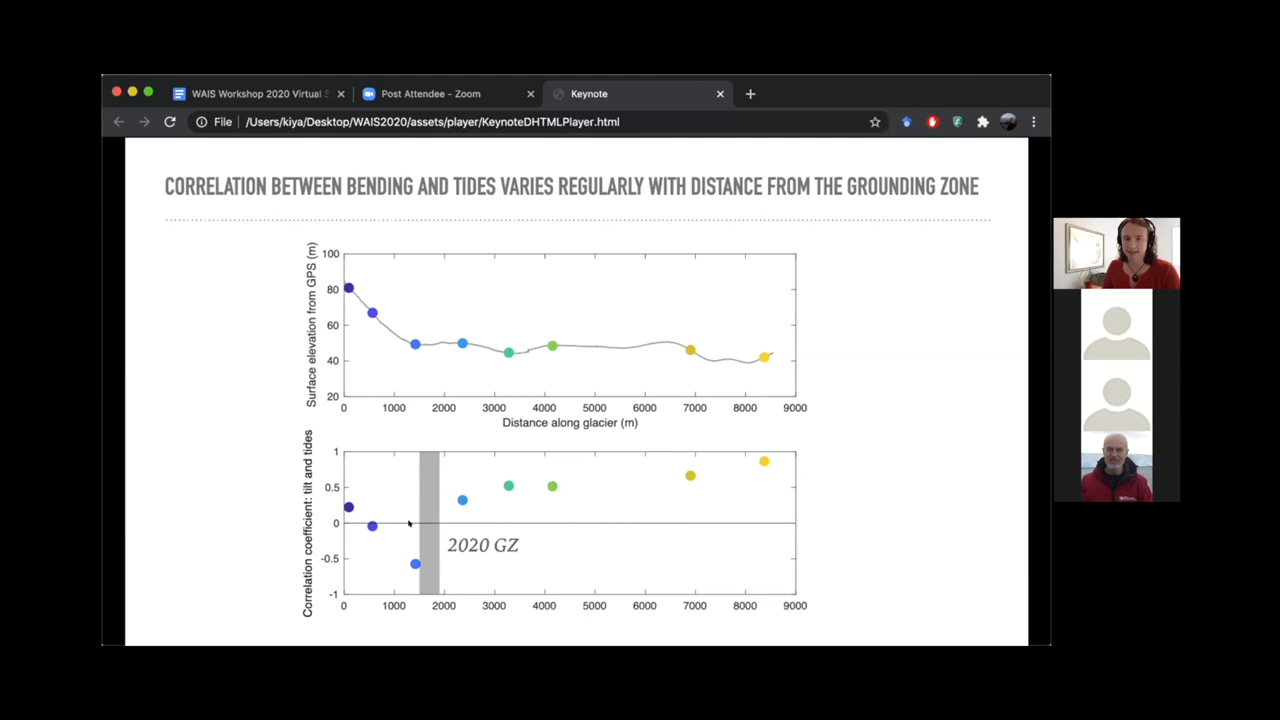 WAIS Workshop 2020 Virtual S
Post Attendee - Zoom
Keynote
File
/Users/kiya/Desktop/WAIS2020/assets/player/KeynoteDHTMLPlayer.html
CORRELATION BETWEEN BENDING AND TIDES VARIES REGULARLY WITH DISTANCE FROM THE GROUNDING ZONE
Surface elevation from GPS (m)
100
80
60
40
20
0 1000 2000 3000 4000 5000 6000 7000 8000 9000
Distance along glacier (m)
Correlation coefficient: tilt and tides
1
0.5
0
-0.5
-1
2020 GZ
0 1000 2000 3000 4000 5000 6000 7000 8000 9000